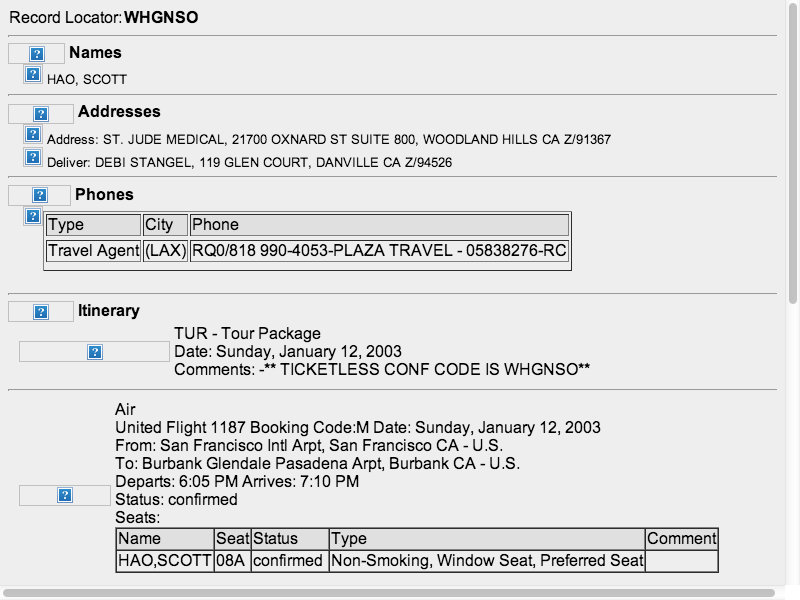 Record Locator:WHGNSO
Names
HAO, SCOTT
Addresses
Address: ST. JUDE MEDICAL, 21700 OXNARD ST SUITE 800, WOODLAND HILLS CA Z/91367
Deliver: DEBI STANGEL, 119 GLEN COURT, DANVILLE CA Z/94526
Phones
Type City Phone
Travel Agent (LAX) RQ0/818 990-4053-PLAZA TRAVEL - 05838276-RC
Itinerary
TUR - Tour Package
Date: Sunday, January 12, 2003
Comments: -** TICKETLESS CONF CODE IS WHGNSO**
Air
United Flight 1187 Booking Code:M Date: Sunday, January 12, 2003
From: San Francisco Intl Arpt, San Francisco CA - U.S.
To: Burbank Glendale Pasadena Arpt, Burbank CA - U.S.
Departs: 6:05 PM Arrives: 7:10 PM
Status: confirmed
Seats:
Name Seat Status Type Comment
HAO,SCOTT 08A confirmed Non-Smoking, Window Seat, Preferred Seat